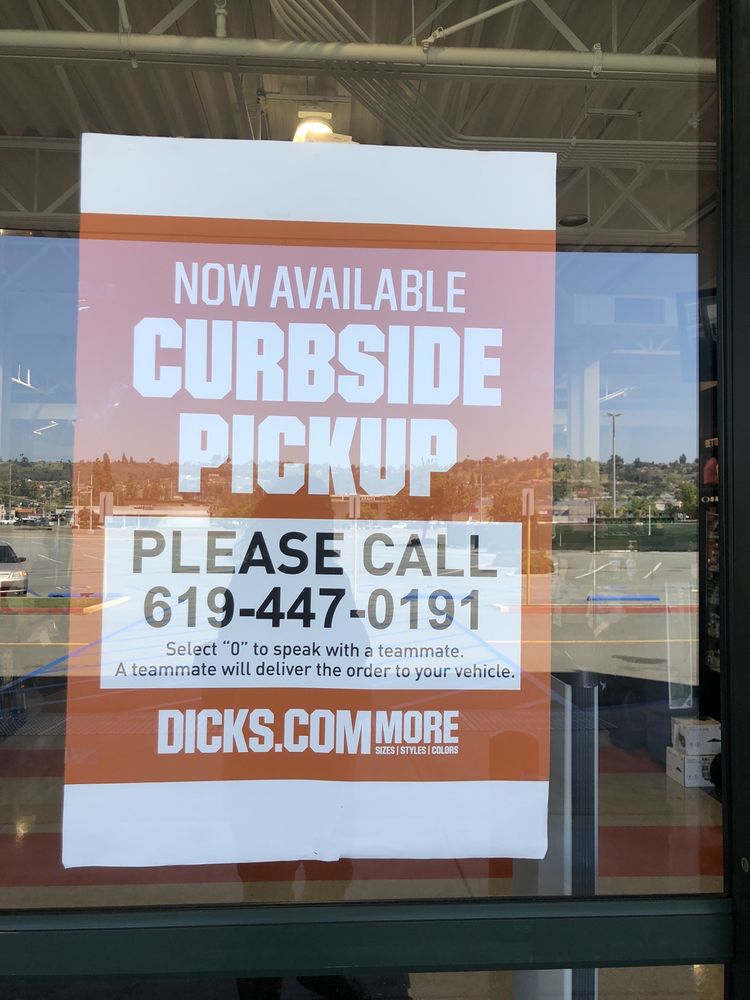 NOW AVAILABLE
CURBSIDE
PICKUP
PLEASE CALL
619-447-0191
Select "0" to speak with a teammate.
A teammate will deliver the order to your vehicle.
DICKS.COM MORE
SIZES | STYLES | COLORS